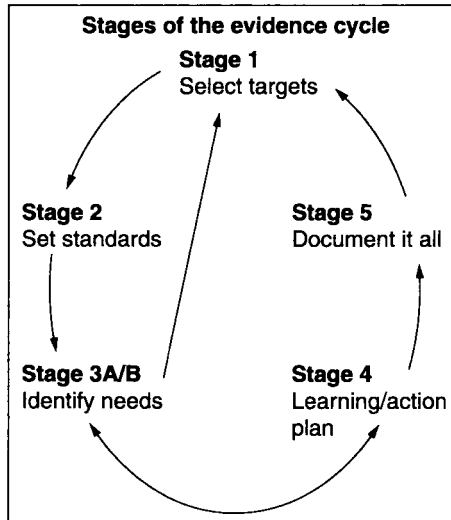 Stages of the evidence cycle
Stage 1
Select targets
Stage 2
Set standards
Stage 5
Document it all
Stage 3A/B
Identify needs
Stage 4
Learning/action
plan